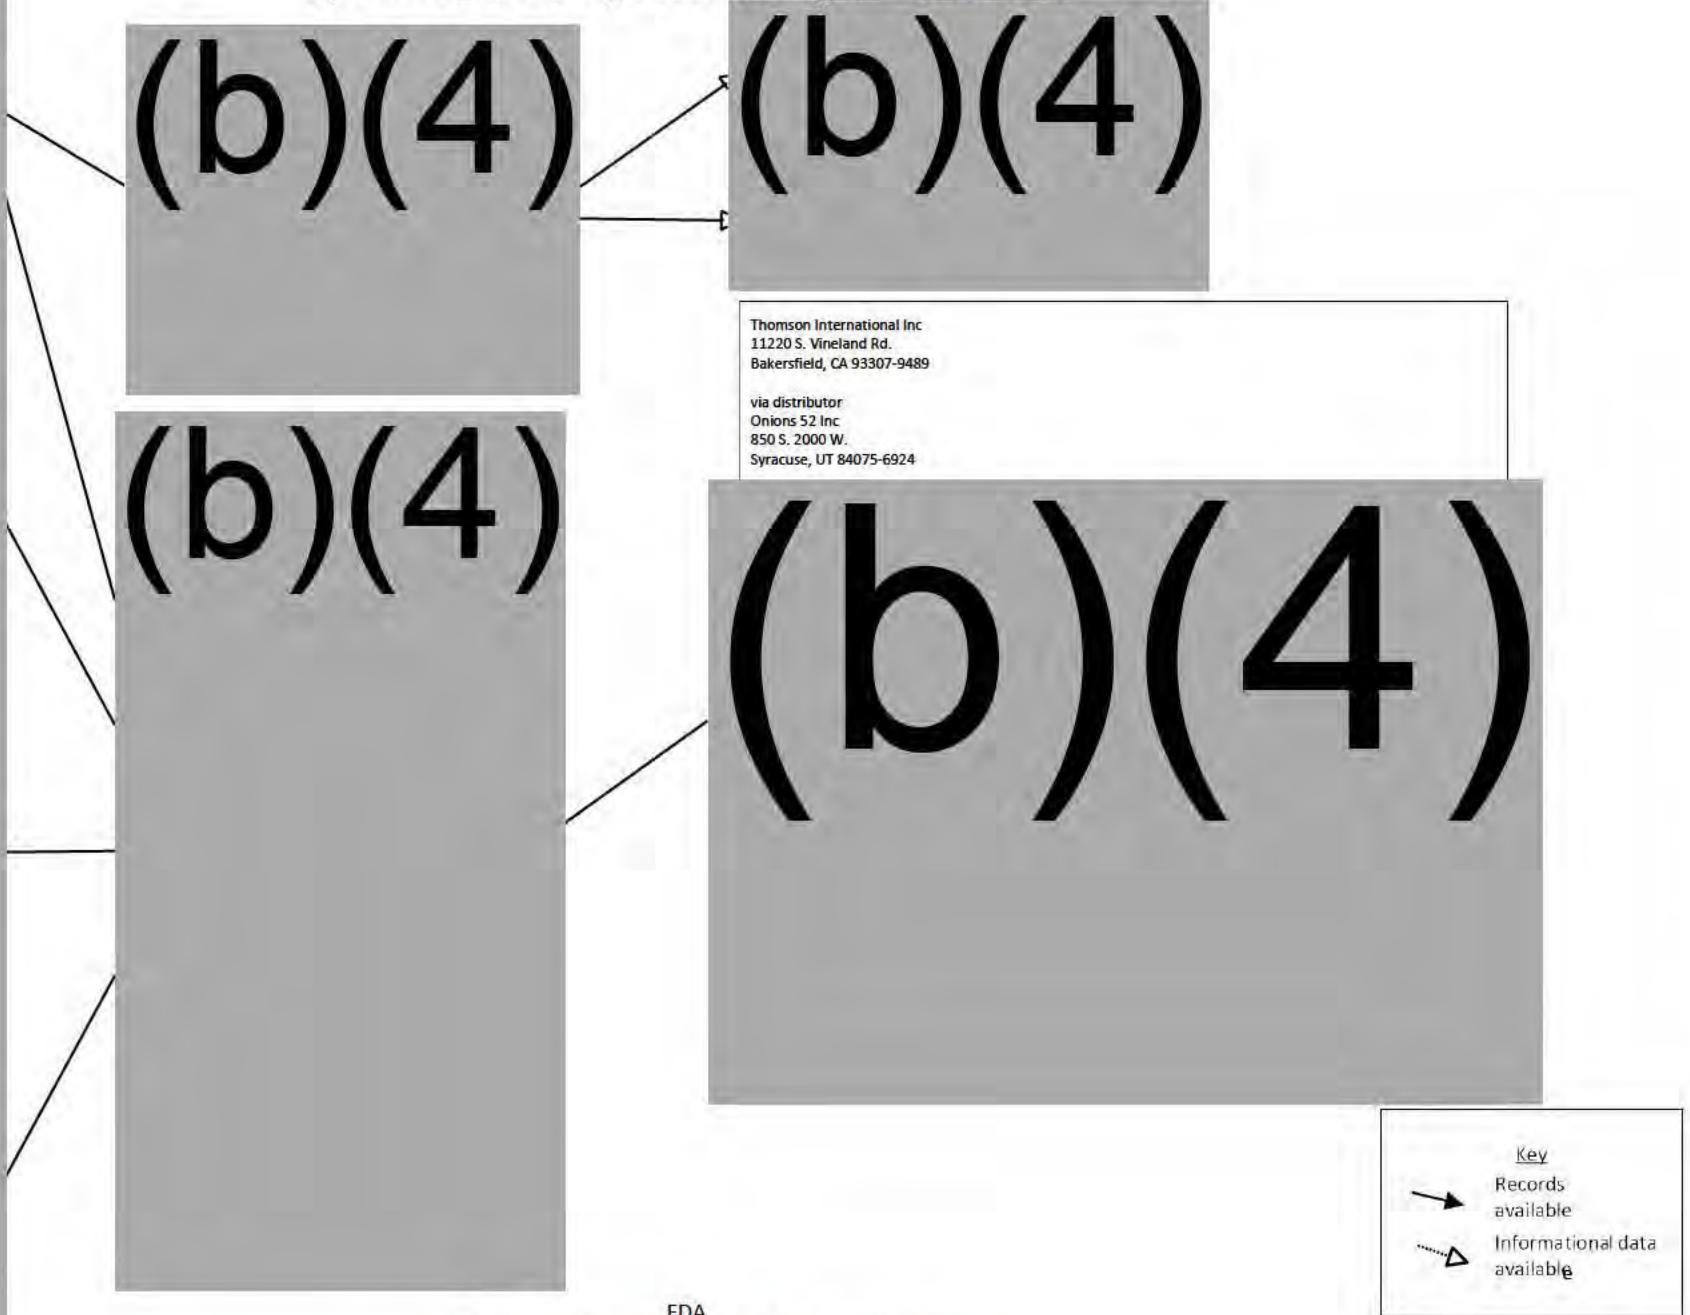 (b)(4)
(b)(4)
Thomson International Inc
11220 S. Vineland Rd.
Bakersfield, CA 93307-9489
via distributor
Onions 52 Inc
850 S. 2000 W.
Syracuse, UT 84075-6924
(b)(4)
(b)(4)
Key
Records
available
Informational data
available
FDA